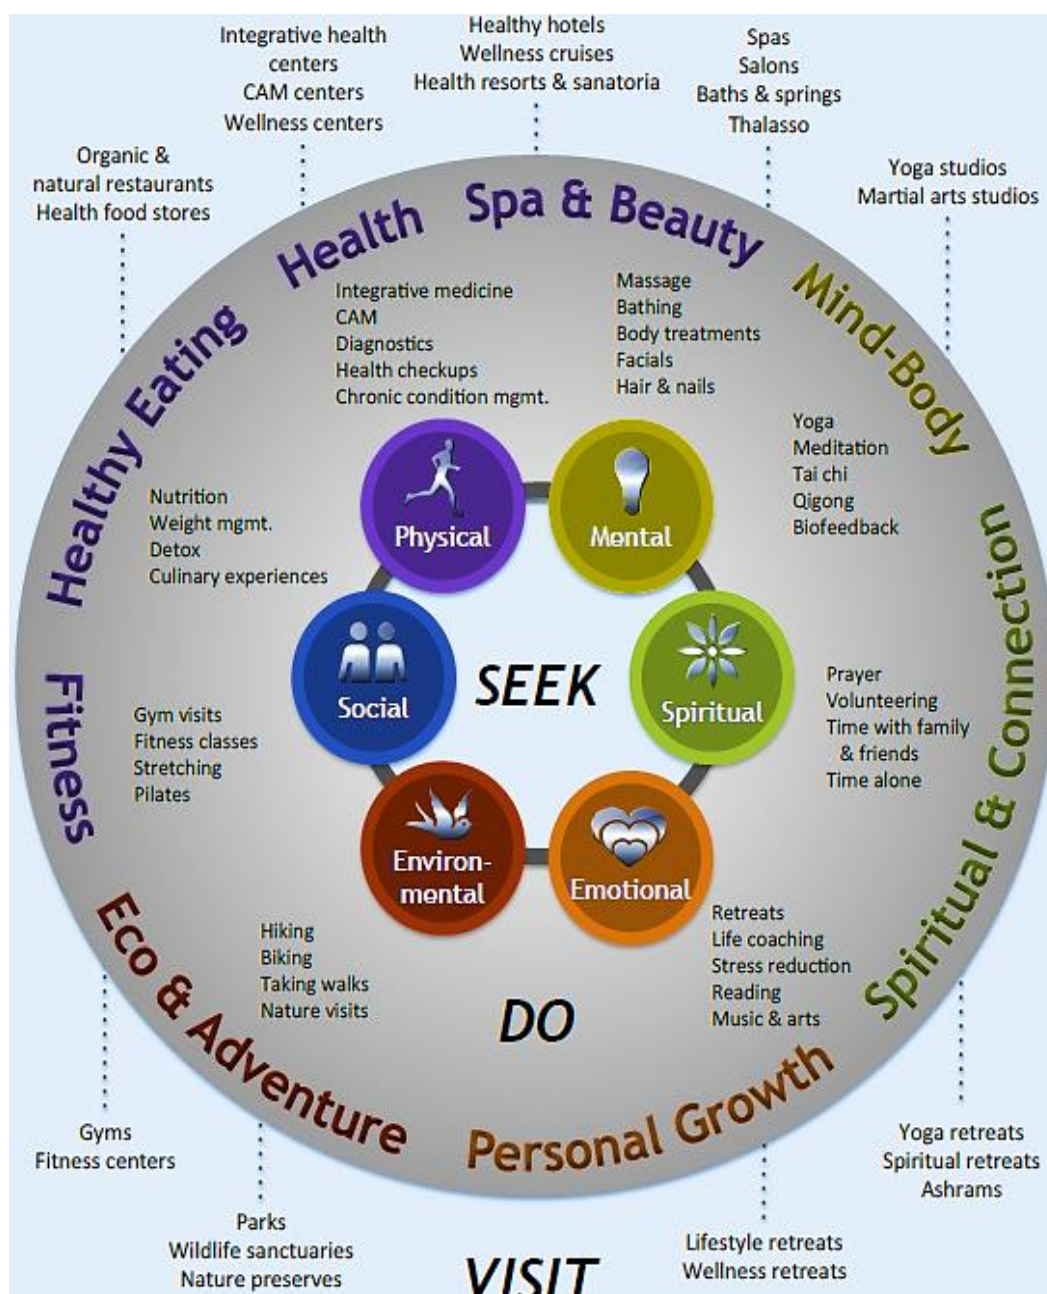 Integrative health
centers
CAM centers
Wellness centers
Healthy hotels
Wellness cruises
Health resorts & sanatoria
Spas
Salons
Baths & springs
Thalasso
Organic &
natural restaurants
Health food stores
Yoga studios
Martial arts studios
Health
Spa & Beauty
Mind-Body
Healthy Eating
Integrative medicine
CAM
Diagnostics
Health checkups
Chronic condition mgmt.
Massage
Bathing
Body treatments
Facials
Hair & nails
Yoga
Meditation
Tai chi
Qigong
Biofeedback
Nutrition
Weight mgmt.
Detox
Culinary experiences
Physical
Mental
Spiritual & Connection
Fitness
Gym visits
Fitness classes
Stretching
Pilates
Social
SEEK
Spiritual
Prayer
Volunteering
Time with family
& friends
Time alone
Environ-
mental
Emotional
Eco & Adventure
Hiking
Biking
Taking walks
Nature visits
DO
Retreats
Life coaching
Stress reduction
Reading
Music & arts
Personal Growth
Gyms
Fitness centers
Yoga retreats
Spiritual retreats
Ashrams
Parks
Wildlife sanctuaries
Nature preserves
VISIT
Lifestyle retreats
Wellness retreats